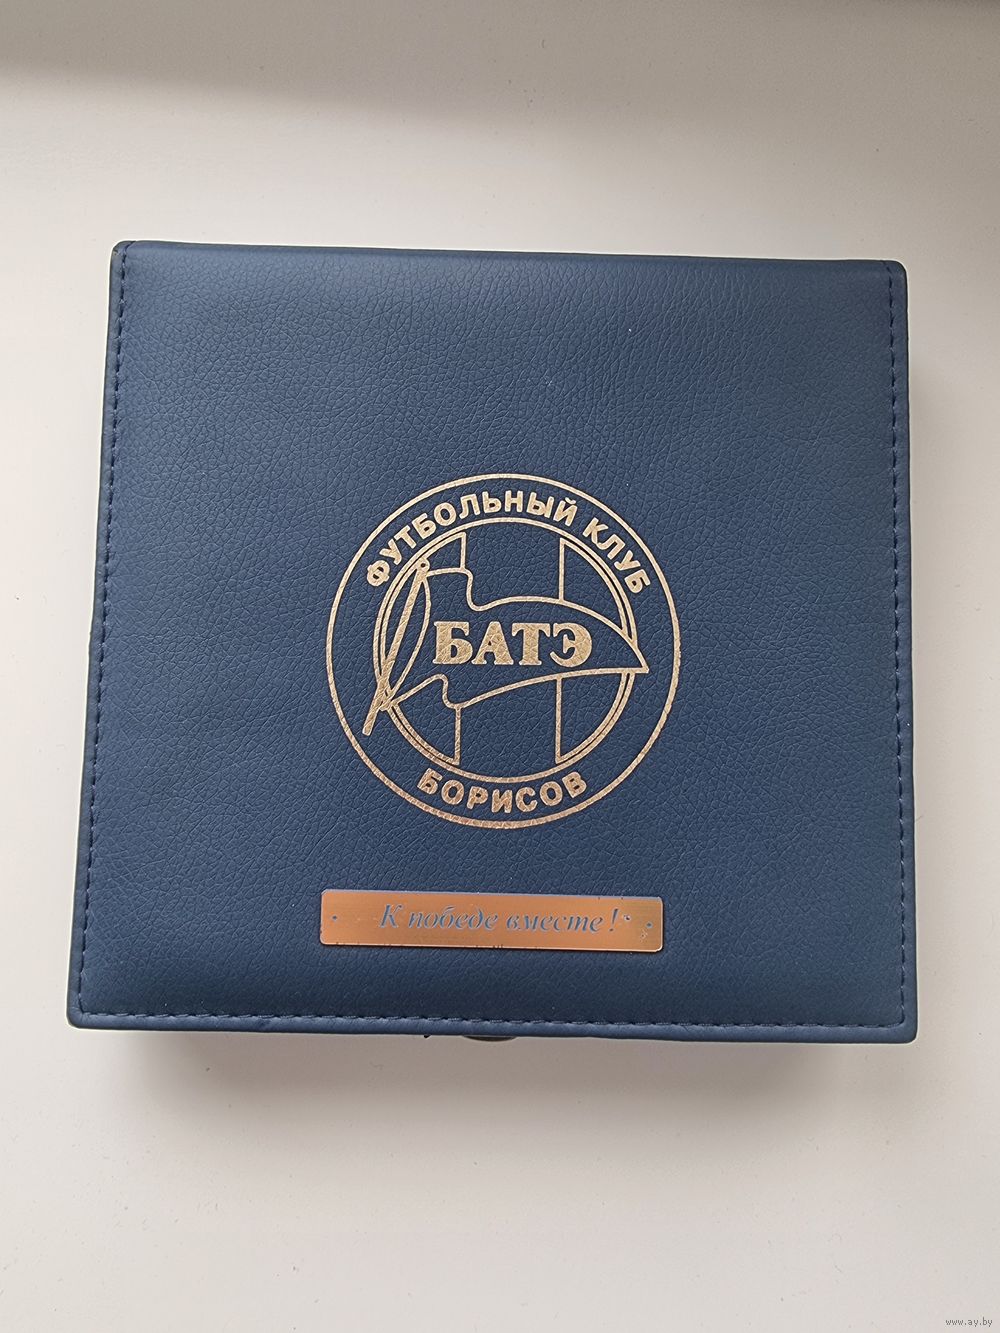 ФУТБОЛЬНЫЙ КЛУБ
БАТЭ
БОРИСОВ
К победе вместе!
www.ay.by